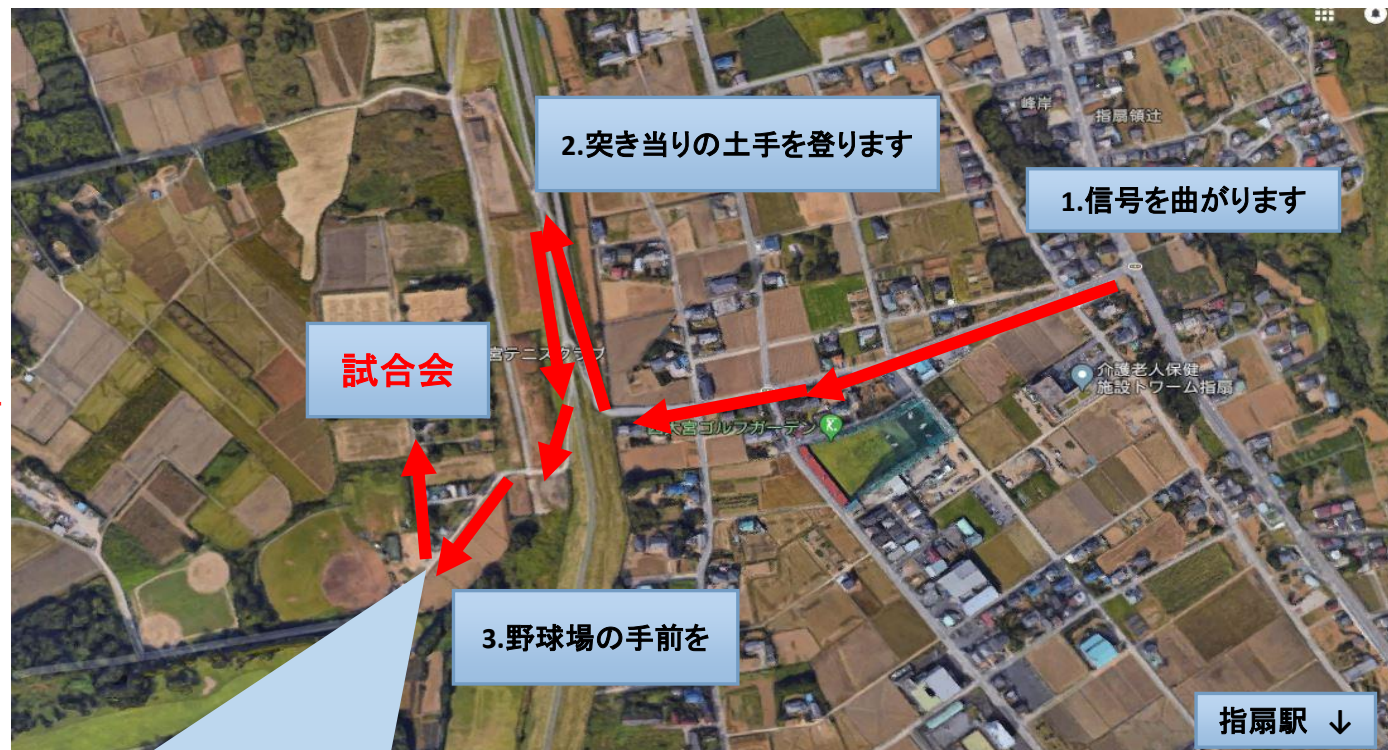 峰岸
指扇領辻
2.突き当りの土手を登ります
1.信号を曲がります
試合会
宮テニスクラブ
介護老人保健
施設トワーム指扇
大宮ゴルフガーデン
3.野球場の手前を
指扇駅 ↓